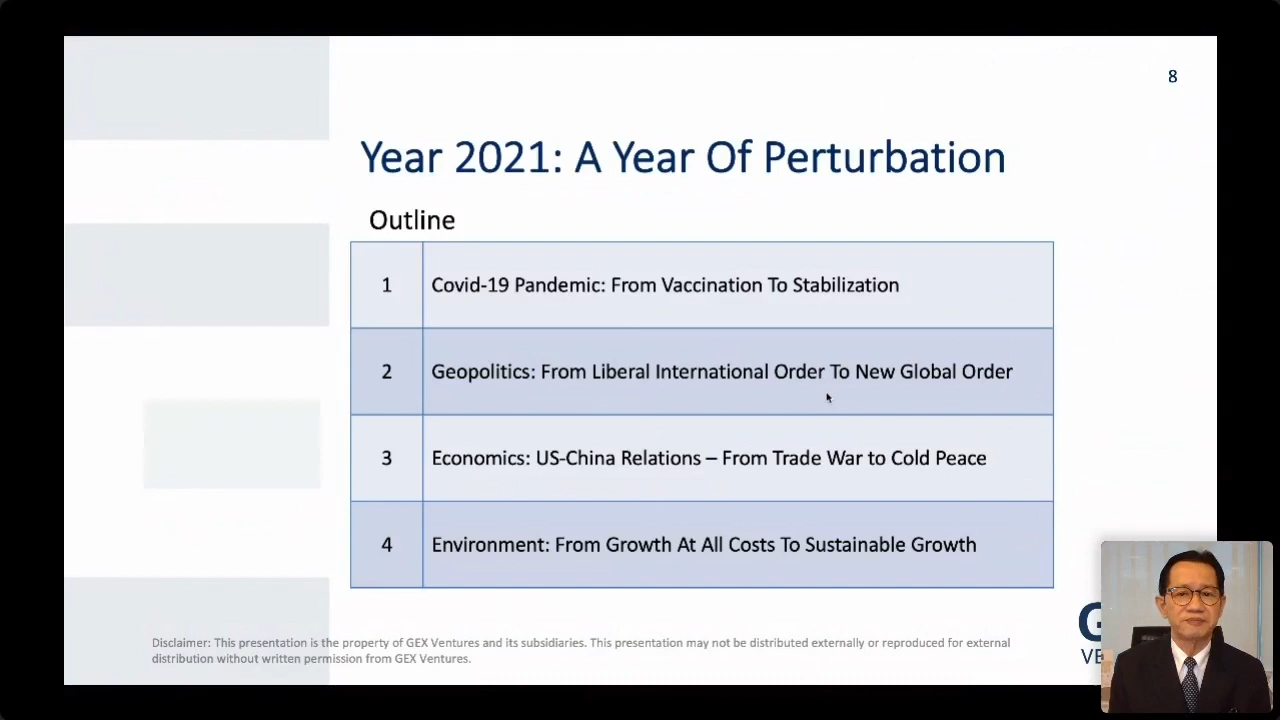 8
Year 2021: A Year Of Perturbation
Outline
1 Covid-19 Pandemic: From Vaccination To Stabilization
2 Geopolitics: From Liberal International Order To New Global Order
3 Economics: US-China Relations – From Trade War to Cold Peace
4 Environment: From Growth At All Costs To Sustainable Growth
Disclaimer: This presentation is the property of GEX Ventures and its subsidiaries. This presentation may not be distributed externally or reproduced for external
distribution without written permission from GEX Ventures.